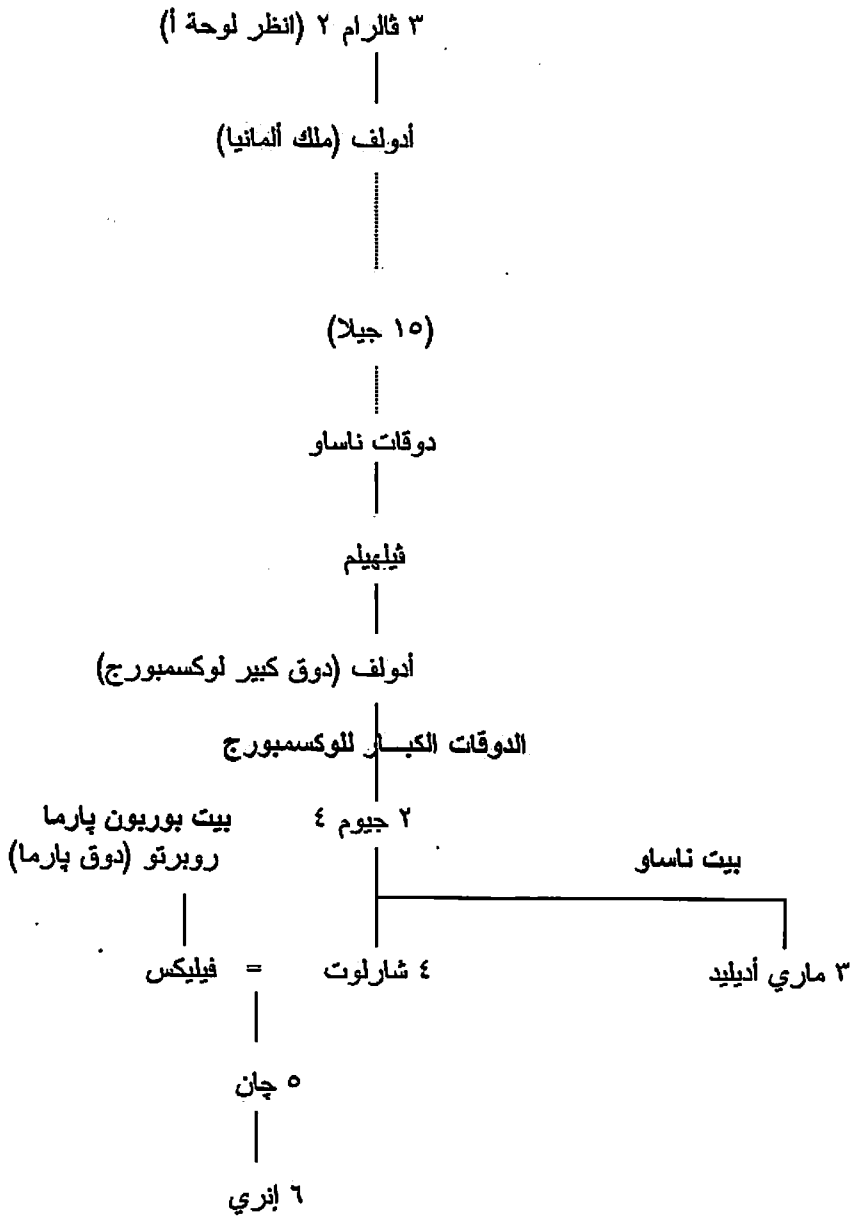 ٣ ڤالرام ٢ (انظر لوحة أ)
أدولف (ملك ألمانيا)
(١٥ جيلا)
دوقات ناساو
ڤيلهيلم
أدولف (دوق كبير لوكسمبورج)
الدوقات الكبار للوكسمبورج
٢ جيوم ٤
بيت بوربون پارما
روبرتو (دوق پارما)
بيت ناساو
٣ ماري أديليد
٤ شارلوت = فيليكس
٥ چان
٦ إنري